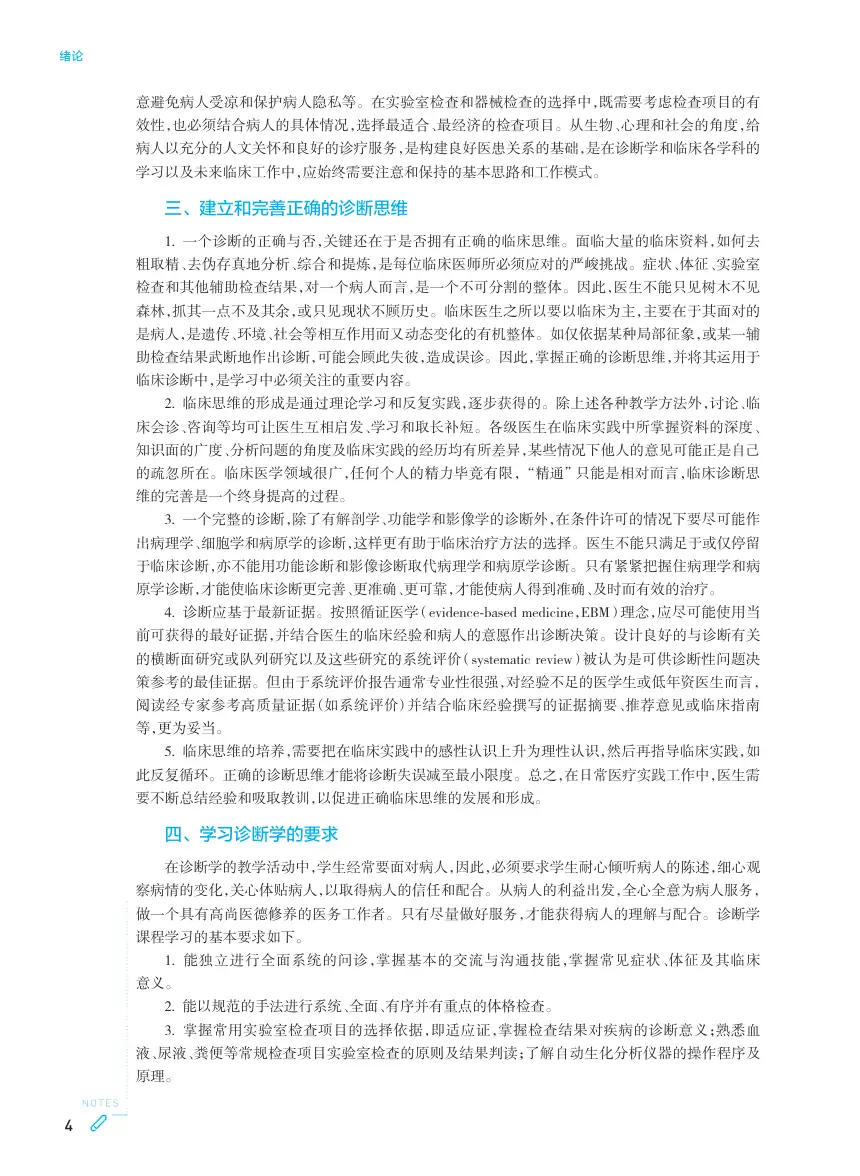 绪论
意避免病人受凉和保护病人隐私等。在实验室检查和器械检查的选择中,既需要考虑检查项目的有
效性,也必须结合病人的具体情况,选择最适合、最经济的检查项目。从生物、心理和社会的角度,给
病人以充分的人文关怀和良好的诊疗服务,是构建良好医患关系的基础,是在诊断学和临床各学科的
学习以及未来临床工作中,应始终需要注意和保持的基本思路和工作模式。
三、建立和完善正确的诊断思维
1. 一个诊断的正确与否,关键还在于是否拥有正确的临床思维。面临大量的临床资料,如何去
粗取精、去伪存真地分析、综合和提炼,是每位临床医师所必须应对的严峻挑战。症状、体征、实验室
检查和其他辅助检查结果,对一个病人而言,是一个不可分割的整体。因此,医生不能只见树木不见
森林,抓其一点不及其余,或只见现状不顾历史。临床医生之所以要以临床为主,主要在于其面对的
是病人,是遗传、环境、社会等相互作用而又动态变化的有机整体。如仅依据某种局部征象,或某一辅
助检查结果武断地作出诊断,可能会顾此失彼,造成误诊。因此,掌握正确的诊断思维,并将其运用于
临床诊断中,是学习中必须关注的重要内容。
2. 临床思维的形成是通过理论学习和反复实践,逐步获得的。除上述各种教学方法外,讨论、临
床会诊、咨询等均可让医生互相启发、学习和取长补短。各级医生在临床实践中所掌握资料的深度、
知识面的广度、分析问题的角度及临床实践的经历均有所差异,某些情况下他人的意见可能正是自己
的疏忽所在。临床医学领域很广,任何个人的精力毕竟有限,“精通”只能是相对而言,临床诊断思
维的完善是一个终身提高的过程。
3. 一个完整的诊断,除了有解剖学、功能学和影像学的诊断外,在条件许可的情况下要尽可能作
出病理学、细胞学和病原学的诊断,这样更有助于临床治疗方法的选择。医生不能只满足于或仅停留
于临床诊断,亦不能用功能诊断和影像诊断取代病理学和病原学诊断。只有紧紧把握住病理学和病
原学诊断,才能使临床诊断更完善、更准确、更可靠,才能使病人得到准确、及时而有效的治疗。
4. 诊断应基于最新证据。按照循证医学(evidence-based medicine,EBM)理念,应尽可能使用当
前可获得的最好证据,并结合医生的临床经验和病人的意愿作出诊断决策。设计良好的与诊断有关
的横断面研究或队列研究以及这些研究的系统评价(systematic review)被认为是可供诊断性问题决
策参考的最佳证据。但由于系统评价报告通常专业性很强,对经验不足的医学生或低年资医生而言,
阅读经专家参考高质量证据(如系统评价)并结合临床经验撰写的证据摘要、推荐意见或临床指南
等,更为妥当。
5. 临床思维的培养,需要把在临床实践中的感性认识上升为理性认识,然后再指导临床实践,如
此反复循环。正确的诊断思维才能将诊断失误减至最小限度。总之,在日常医疗实践工作中,医生需
要不断总结经验和吸取教训,以促进正确临床思维的发展和形成。
四、学习诊断学的要求
在诊断学的教学活动中,学生经常要面对病人,因此,必须要求学生耐心倾听病人的陈述,细心观
察病情的变化,关心体贴病人,以取得病人的信任和配合。从病人的利益出发,全心全意为病人服务,
做一个具有高尚医德修养的医务工作者。只有尽量做好服务,才能获得病人的理解与配合。诊断学
课程学习的基本要求如下。
1. 能独立进行全面系统的问诊,掌握基本的交流与沟通技能,掌握常见症状、体征及其临床
意义。
2. 能以规范的手法进行系统、全面、有序并有重点的体格检查。
3. 掌握常用实验室检查项目的选择依据,即适应证,掌握检查结果对疾病的诊断意义;熟悉血
液、尿液、粪便等常规检查项目实验室检查的原则及结果判读;了解自动生化分析仪器的操作程序及
原理。
NOTES
4